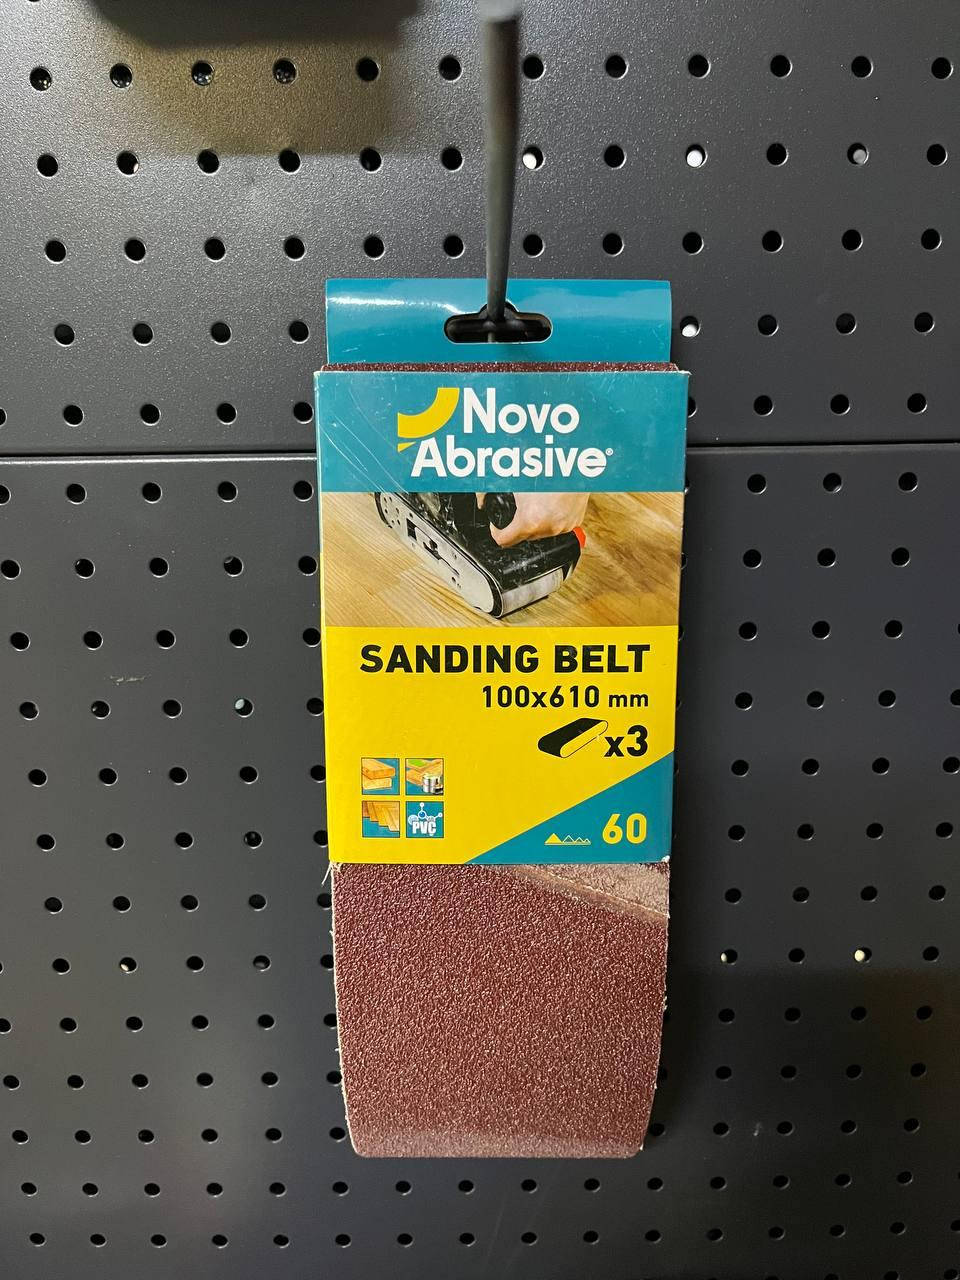 Novo
Abrasive®
SANDING BELT
100x610 mm
x3
PVC
60